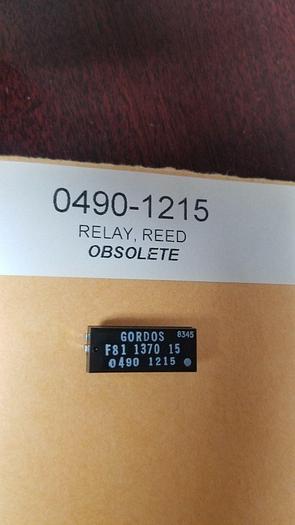 0490-1215
RELAY, REED
OBSOLETE
GORDOS 8345
F81 1370 15
0490 1215